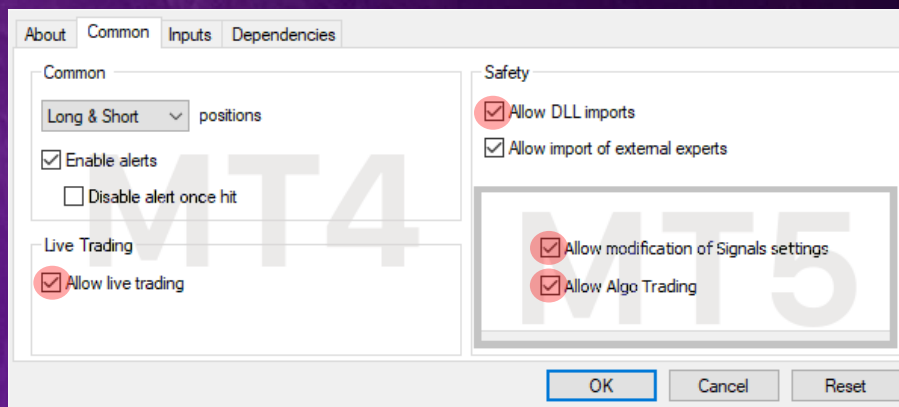 About Common Inputs Dependencies
Common
Long & Short positions
Enable alerts
Disable alert once hit
Live Trading
Allow live trading
MT4
Safety
Allow DLL imports
Allow import of external experts
Allow modification of Signals settings
Allow Algo Trading
MT5
OK Cancel Reset